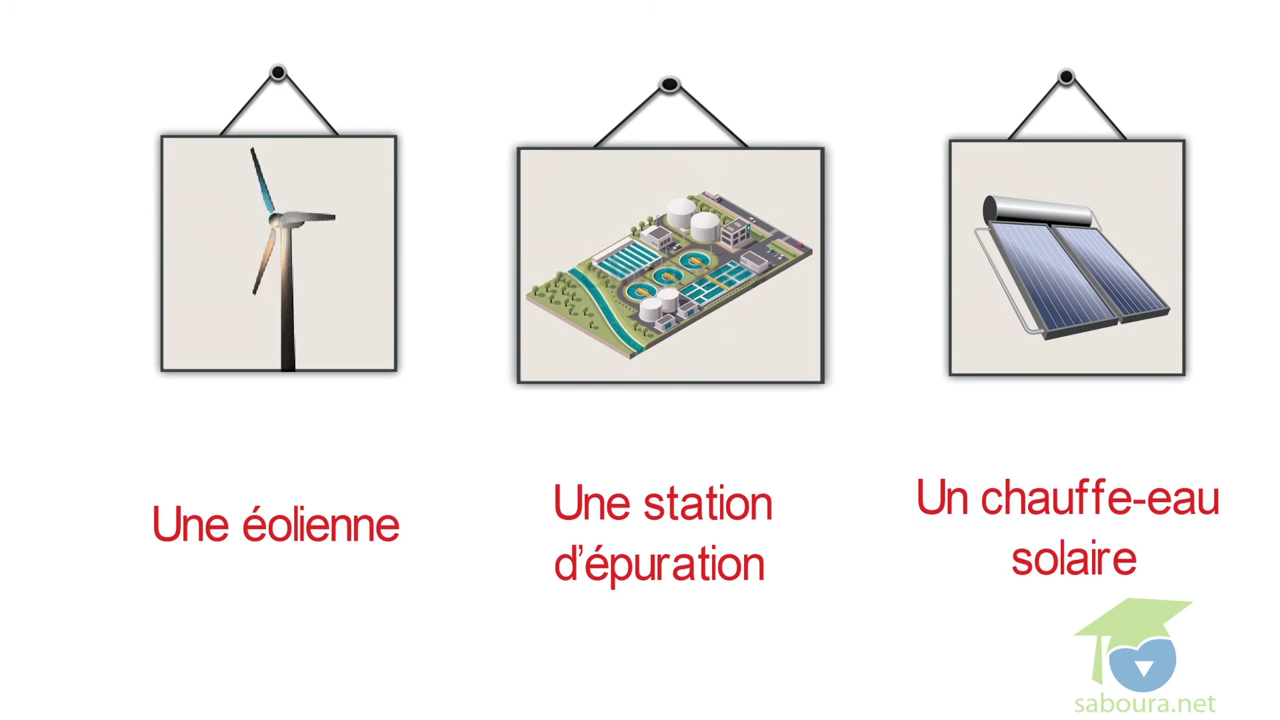 Une éolienne
Une station
d'épuration
Un chauffe-eau
solaire
saboura.net